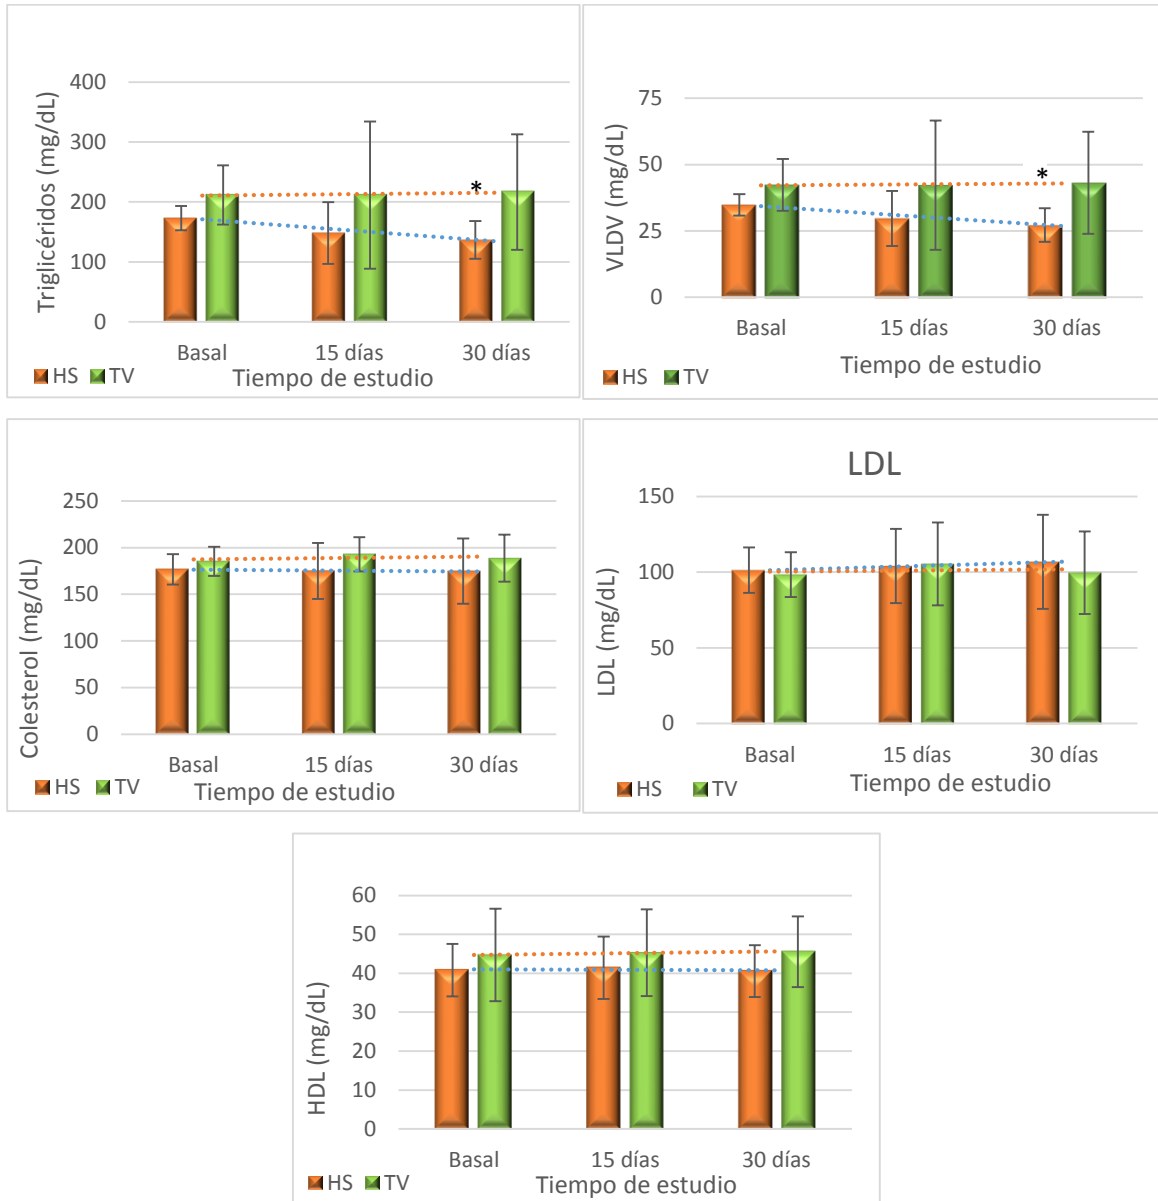 Triglicéridos (mg/dL)
400
300
200
100
0
*
Basal
15 días
30 días
Tiempo de estudio
HS
TV
VLDV (mg/dL)
75
50
25
0
*
Basal
15 días
30 días
Tiempo de estudio
HS
TV
Colesterol (mg/dL)
250
200
150
100
50
0
Basal
15 días
30 días
Tiempo de estudio
HS
TV
LDL
LDL (mg/dL)
150
100
50
0
Basal
15 días
30 días
Tiempo de estudio
HS
TV
HDL (mg/dL)
60
50
40
30
20
10
0
Basal
15 días
30 días
Tiempo de estudio
HS
TV